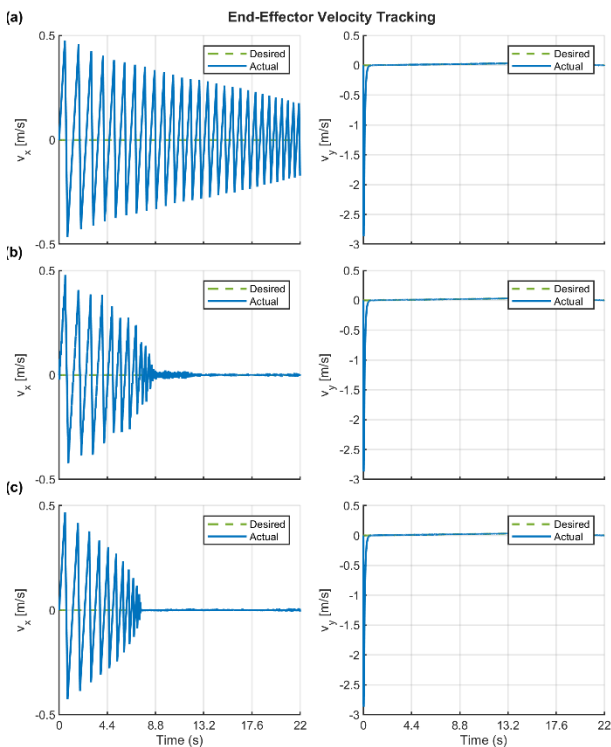 (a)
End-Effector Velocity Tracking
0.5
0
-0.5
v_x [m/s]
Desired
Actual
0.5
0
-0.5
-1
-1.5
-2
-2.5
-3
v_y [m/s]
Desired
Actual
(b)
0.5
0
-0.5
v_x [m/s]
Desired
Actual
0.5
0
-0.5
-1
-1.5
-2
-2.5
-3
v_y [m/s]
Desired
Actual
(c)
0.5
0
-0.5
v_x [m/s]
Desired
Actual
0 4.4 8.8 13.2 17.6 22
Time (s)
0.5
0
-0.5
-1
-1.5
-2
-2.5
-3
v_y [m/s]
Desired
Actual
0 4.4 8.8 13.2 17.6 22
Time (s)